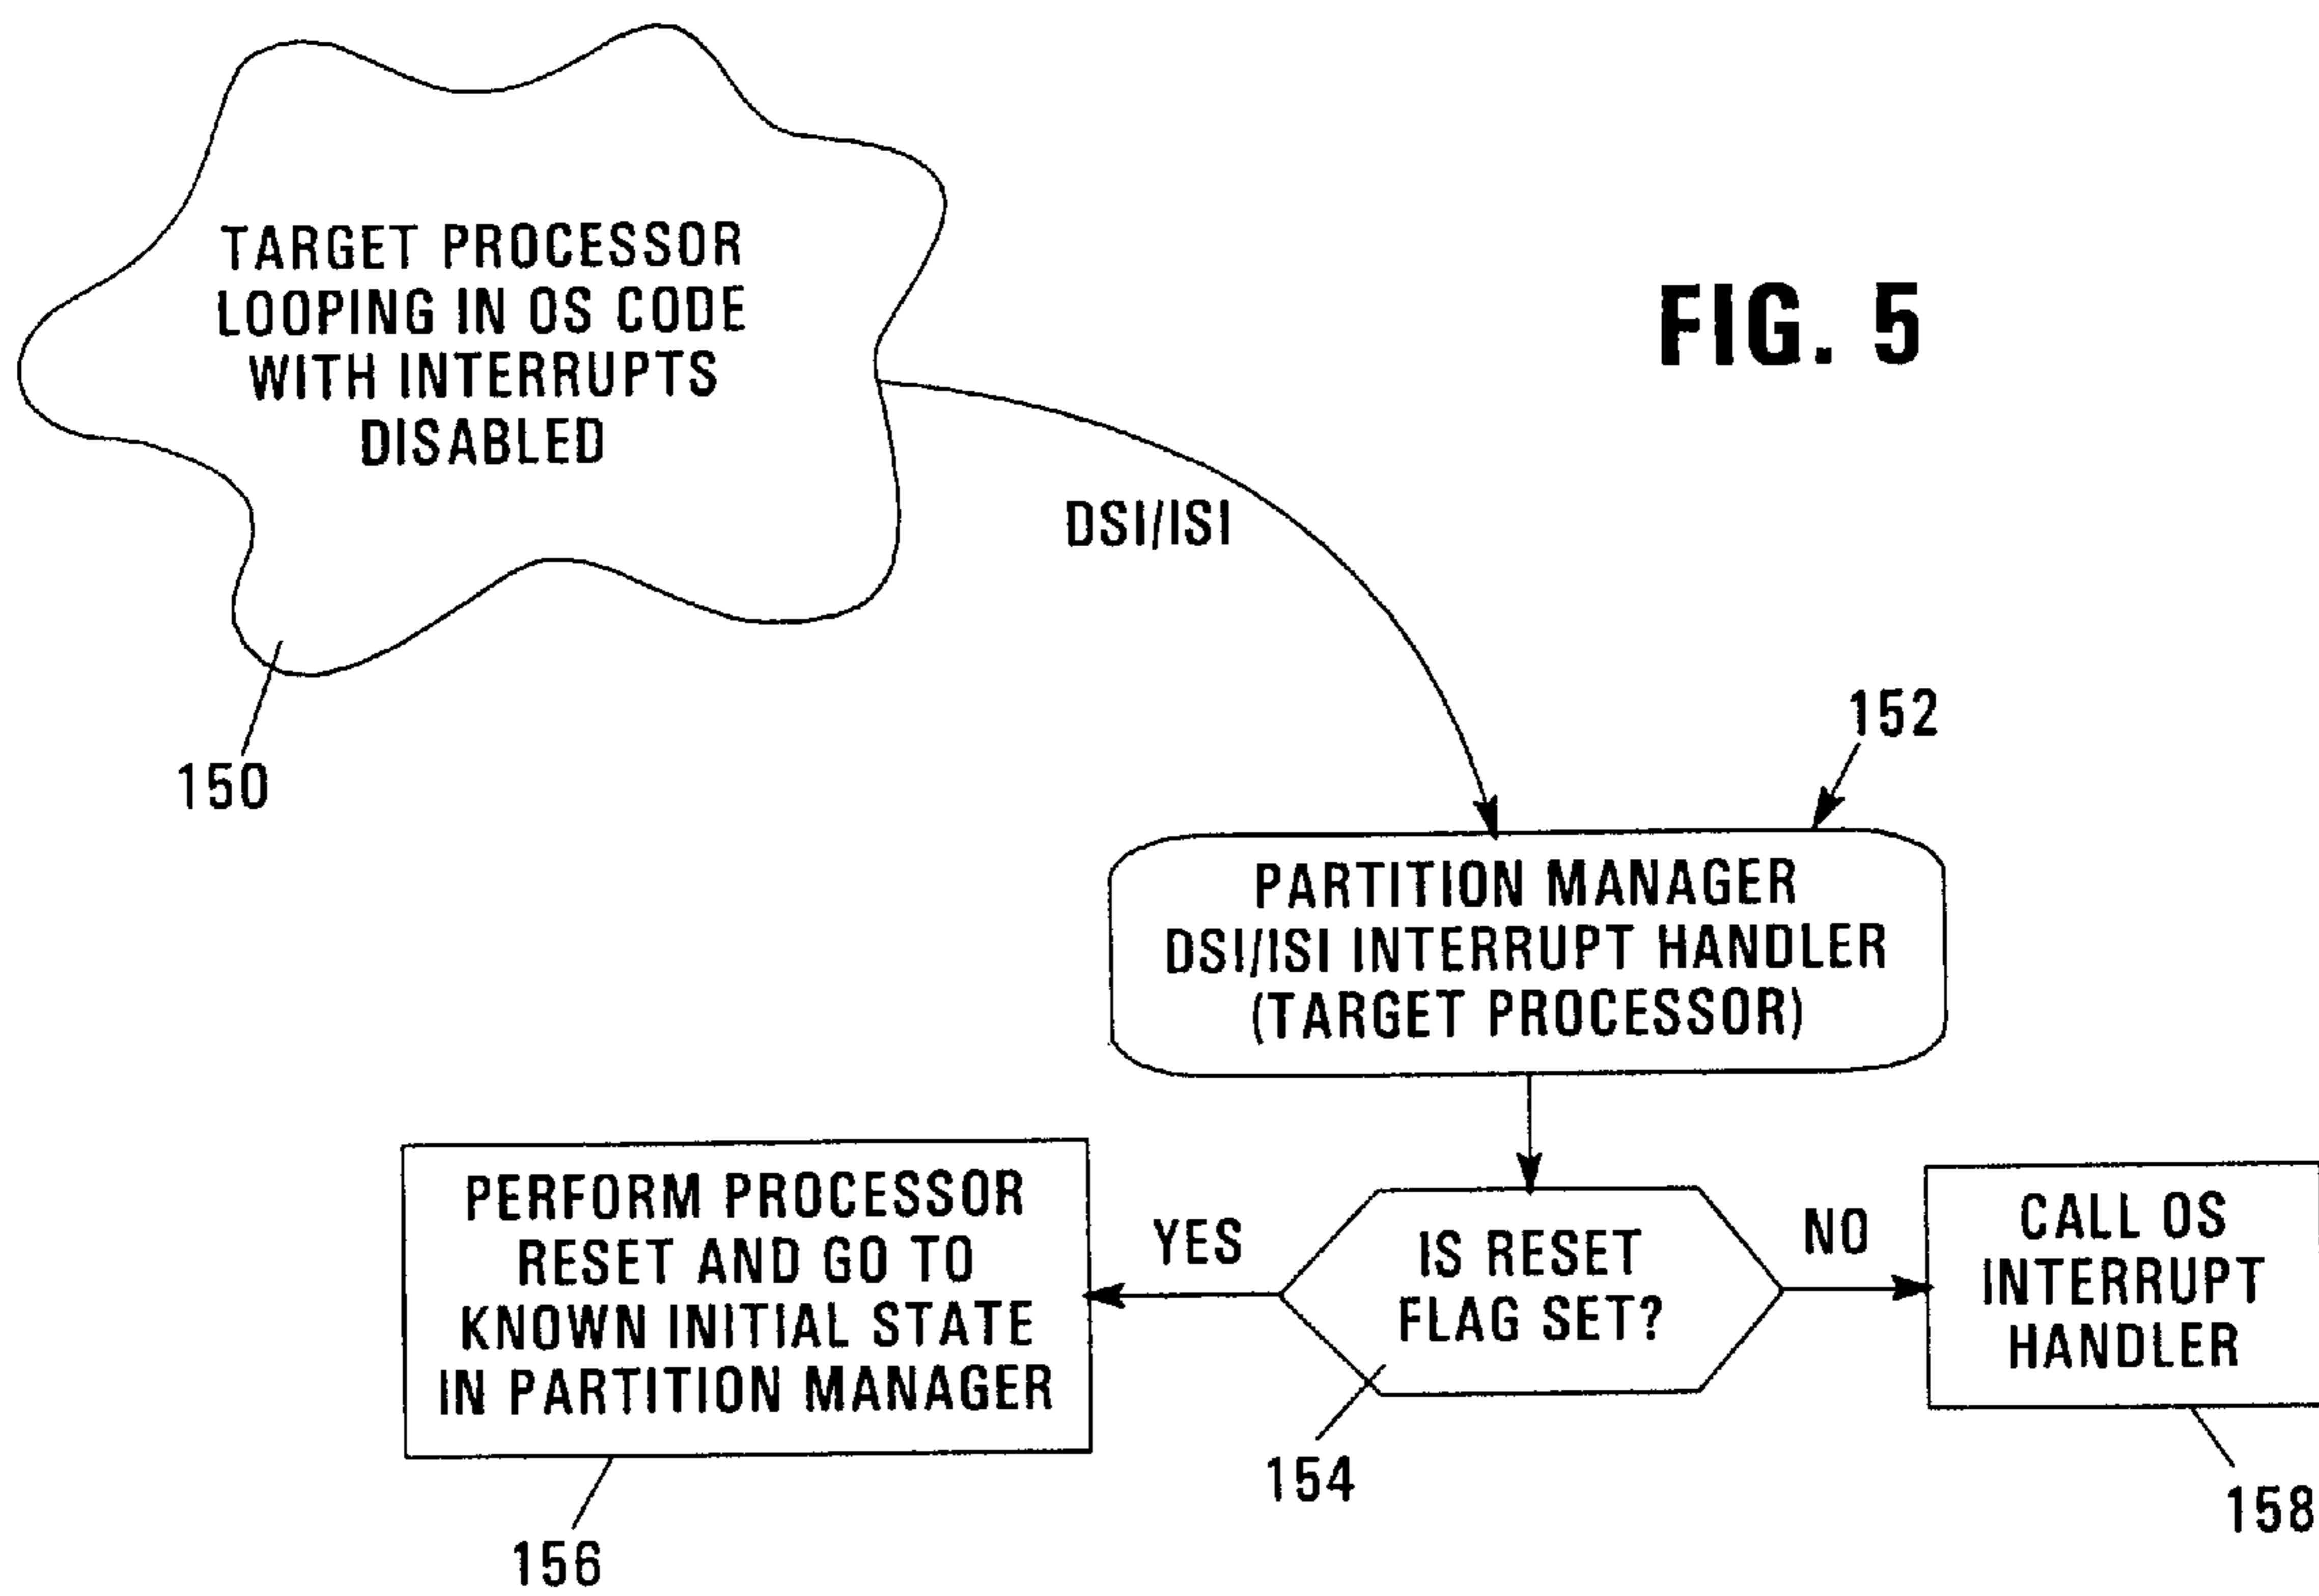 TARGET PROCESSOR
LOOPING IN OS CODE
WITH INTERRUPTS
DISABLED
FIG. 5
DSI/ISI
150
152
PARTITION MANAGER
DSI/ISI INTERRUPT HANDLER
(TARGET PROCESSOR)
PERFORM PROCESSOR
RESET AND GO TO
KNOWN INITIAL STATE
IN PARTITION MANAGER
YES
IS RESET
FLAG SET?
NO
CALL OS
INTERRUPT
HANDLER
154
156
158